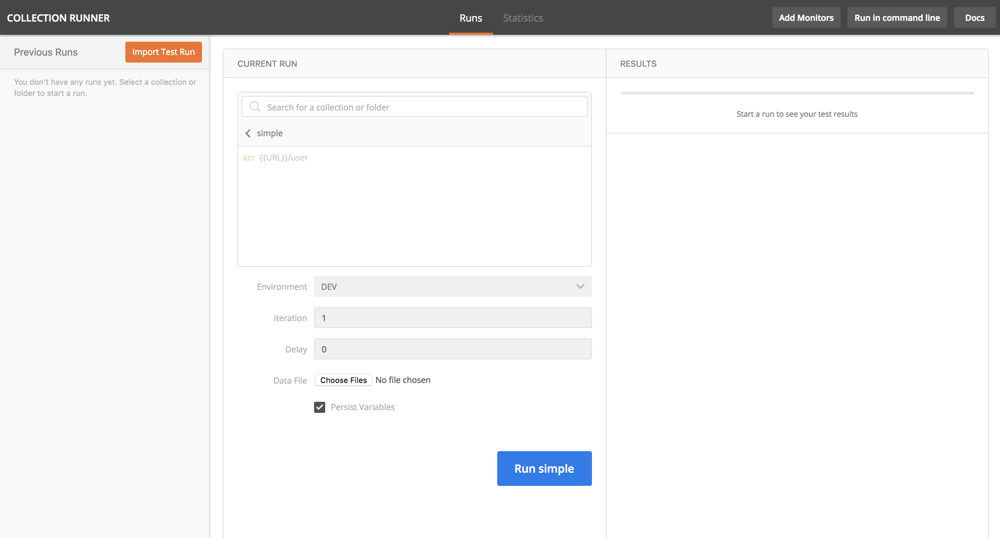 COLLECTION RUNNER
Runs
Statistics
Add Monitors
Run in command line
Docs
Previous Runs
Import Test Run
You don't have any runs yet. Select a collection or
folder to start a run.
CURRENT RUN
Search for a collection or folder
simple
GET {{URL}}/user
Environment
DEV
Iteration
1
Delay
0
Data File
Choose Files No file chosen
Persist Variables
Run simple
RESULTS
Start a run to see your test results